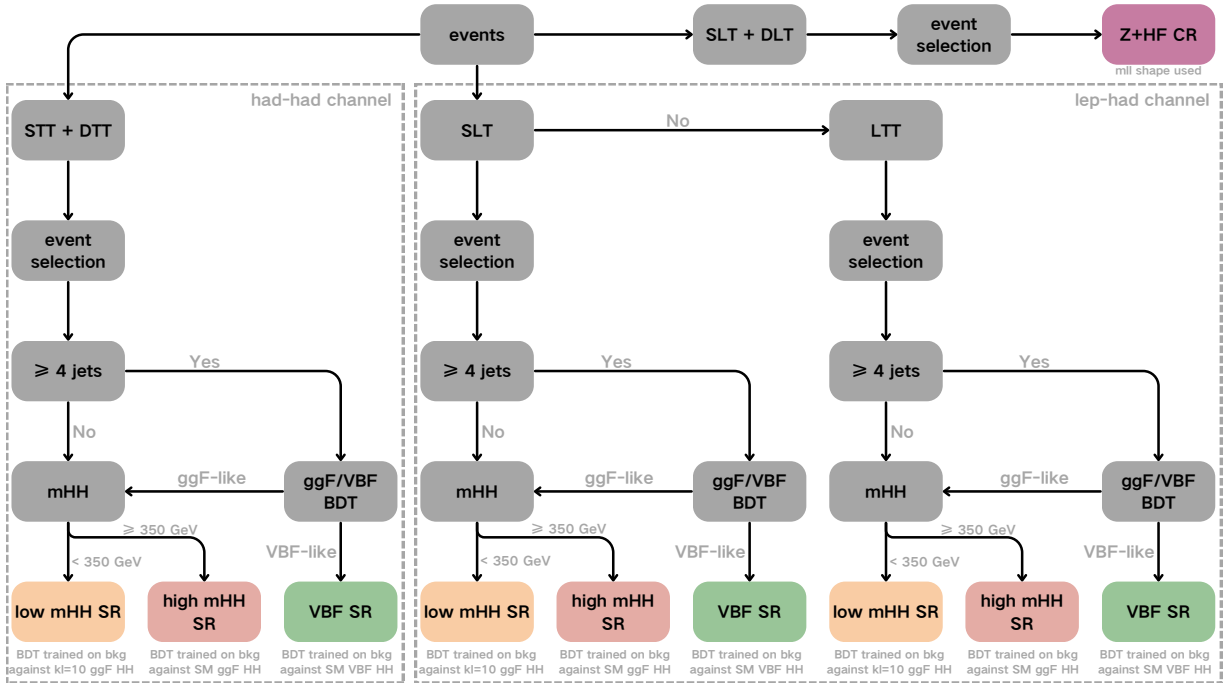 events
SLT + DLT
event
selection
Z+HF CR
mll shape used
had-had channel
STT + DTT
event
selection
≥ 4 jets
Yes
No
mHH
ggF-like
ggF/VBF
BDT
≥ 350 GeV
< 350 GeV
VBF-like
low mHH SR
high mHH
SR
VBF SR
BDT trained on bkg
against kl=10 ggF HH
BDT trained on bkg
against SM ggF HH
BDT trained on bkg
against SM VBF HH
lep-had channel
SLT
No
LTT
event
selection
≥ 4 jets
Yes
No
mHH
ggF-like
ggF/VBF
BDT
≥ 350 GeV
< 350 GeV
VBF-like
low mHH SR
high mHH
SR
VBF SR
BDT trained on bkg
against kl=10 ggF HH
BDT trained on bkg
against SM ggF HH
BDT trained on bkg
against SM VBF HH
event
selection
≥ 4 jets
Yes
No
mHH
ggF-like
ggF/VBF
BDT
≥ 350 GeV
< 350 GeV
VBF-like
low mHH SR
high mHH
SR
VBF SR
BDT trained on bkg
against kl=10 ggF HH
BDT trained on bkg
against SM ggF HH
BDT trained on bkg
against SM VBF HH